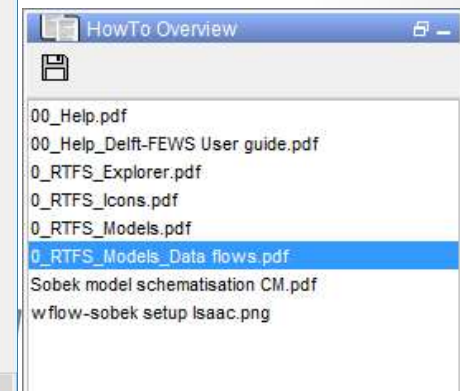 HowTo Overview
00_Help.pdf
00_Help_Delft-FEWS User guide.pdf
0_RTFS_Explorer.pdf
0_RTFS_Icons.pdf
0_RTFS_Models.pdf
0_RTFS_Models_Data flows.pdf
Sobek model schematisation CM.pdf
wflow-sobek setup Isaac.png